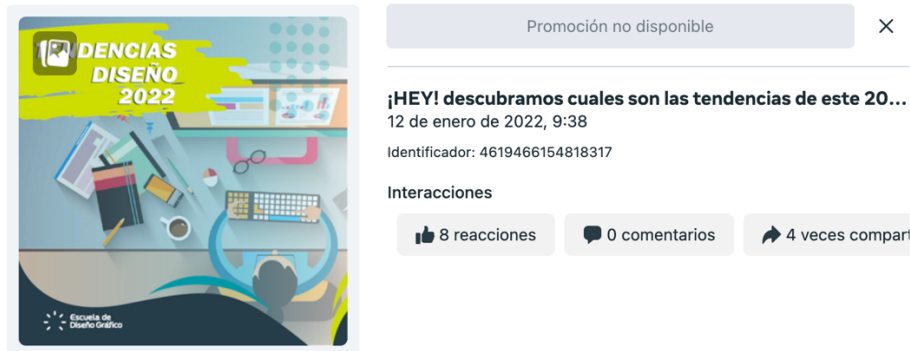 TENDENCIAS
DISEÑO
2022
Escuela de
Diseño Gráfico
Promoción no disponible
¡HEY! descubramos cuales son las tendencias de este 20...
12 de enero de 2022, 9:38
Identificador: 4619466154818317
Interacciones
8 reacciones
0 comentarios
4 veces compart